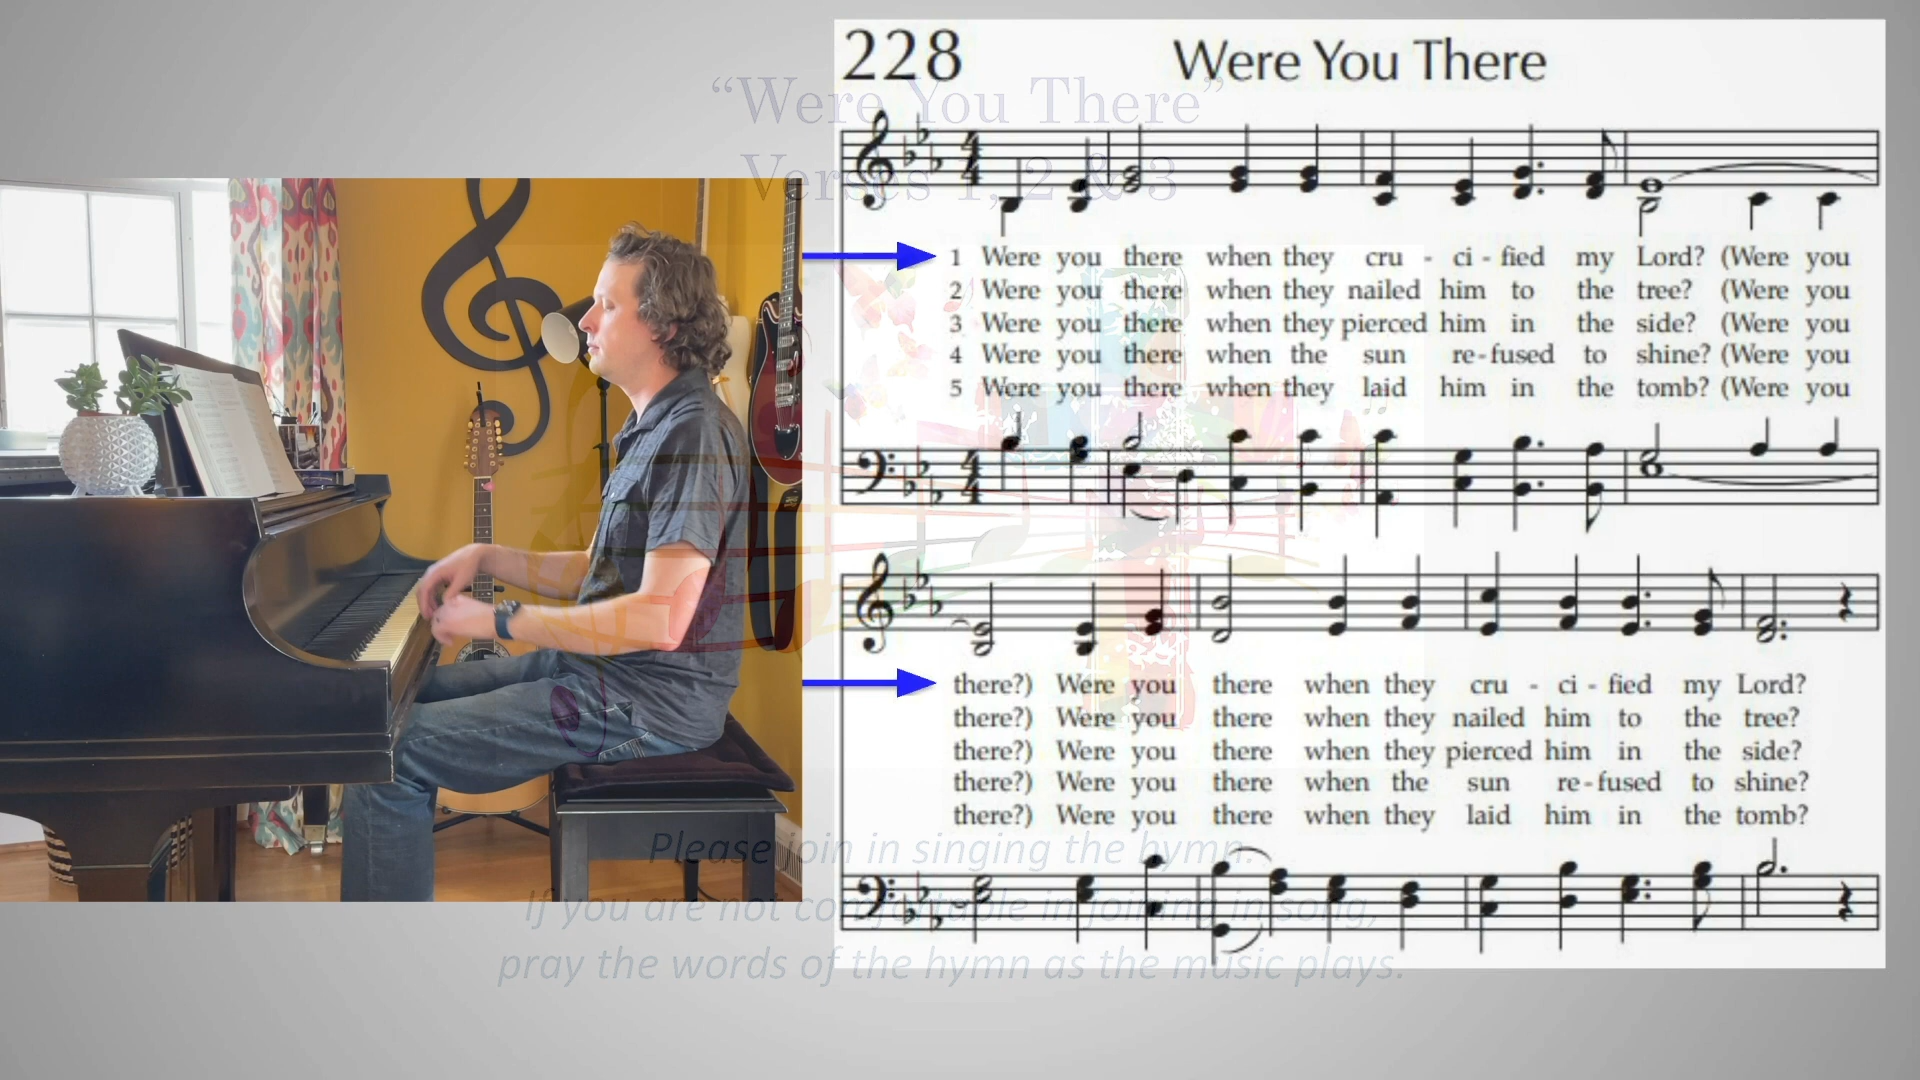 228 Were You There
“Were You There”
Verses 1, 2 & 3
1 Were you there when they cru - ci - fied my Lord? (Were you
2 Were you there when they nailed him to the tree? (Were you
3 Were you there when they pierced him in the side? (Were you
4 Were you there when the sun re - fused to shine? (Were you
5 Were you there when they laid him in the tomb? (Were you
there?) Were you there when they cru - ci - fied my Lord?
there?) Were you there when they nailed him to the tree?
there?) Were you there when they pierced him in the side?
there?) Were you there when the sun re - fused to shine?
there?) Were you there when they laid him in the tomb?
Please join in singing the hymn.
If you are not comfortable in joining in song,
pray the words of the hymn as the music plays.